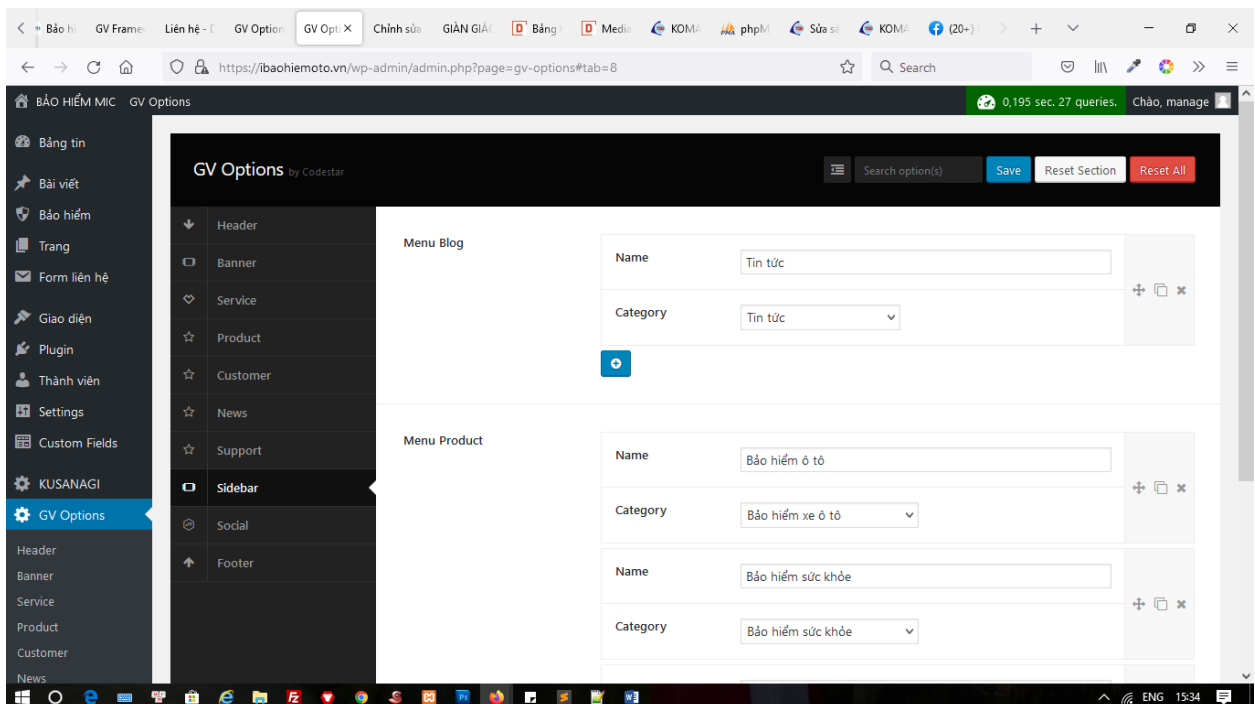 Bảo h
GV Frame
Liên hệ - D
GV Option
GV Opti
Chỉnh sửa
GIÀN GIÁO
Bảng t
Media
KOMA
phpM
Sửa sả
KOMA
(20+)
https://ibaohiemoto.vn/wp-admin/admin.php?page=gv-options#tab=8
Search
BẢO HIỂM MIC GV Options
0,195 sec. 27 queries.
Chào, manage
Bảng tin
Bài viết
Bảo hiểm
Trang
Form liên hệ
Giao diện
Plugin
Thành viên
Settings
Custom Fields
KUSANAGI
GV Options
Header
Banner
Service
Product
Customer
News
GV Options by Codestar
Search option(s)
Save
Reset Section
Reset All
Header
Banner
Service
Product
Customer
News
Support
Sidebar
Social
Footer
Menu Blog
Name
Tin tức
Category
Tin tức
Menu Product
Name
Bảo hiểm ô tô
Category
Bảo hiểm xe ô tô
Name
Bảo hiểm sức khỏe
Category
Bảo hiểm sức khỏe
ENG 15:34